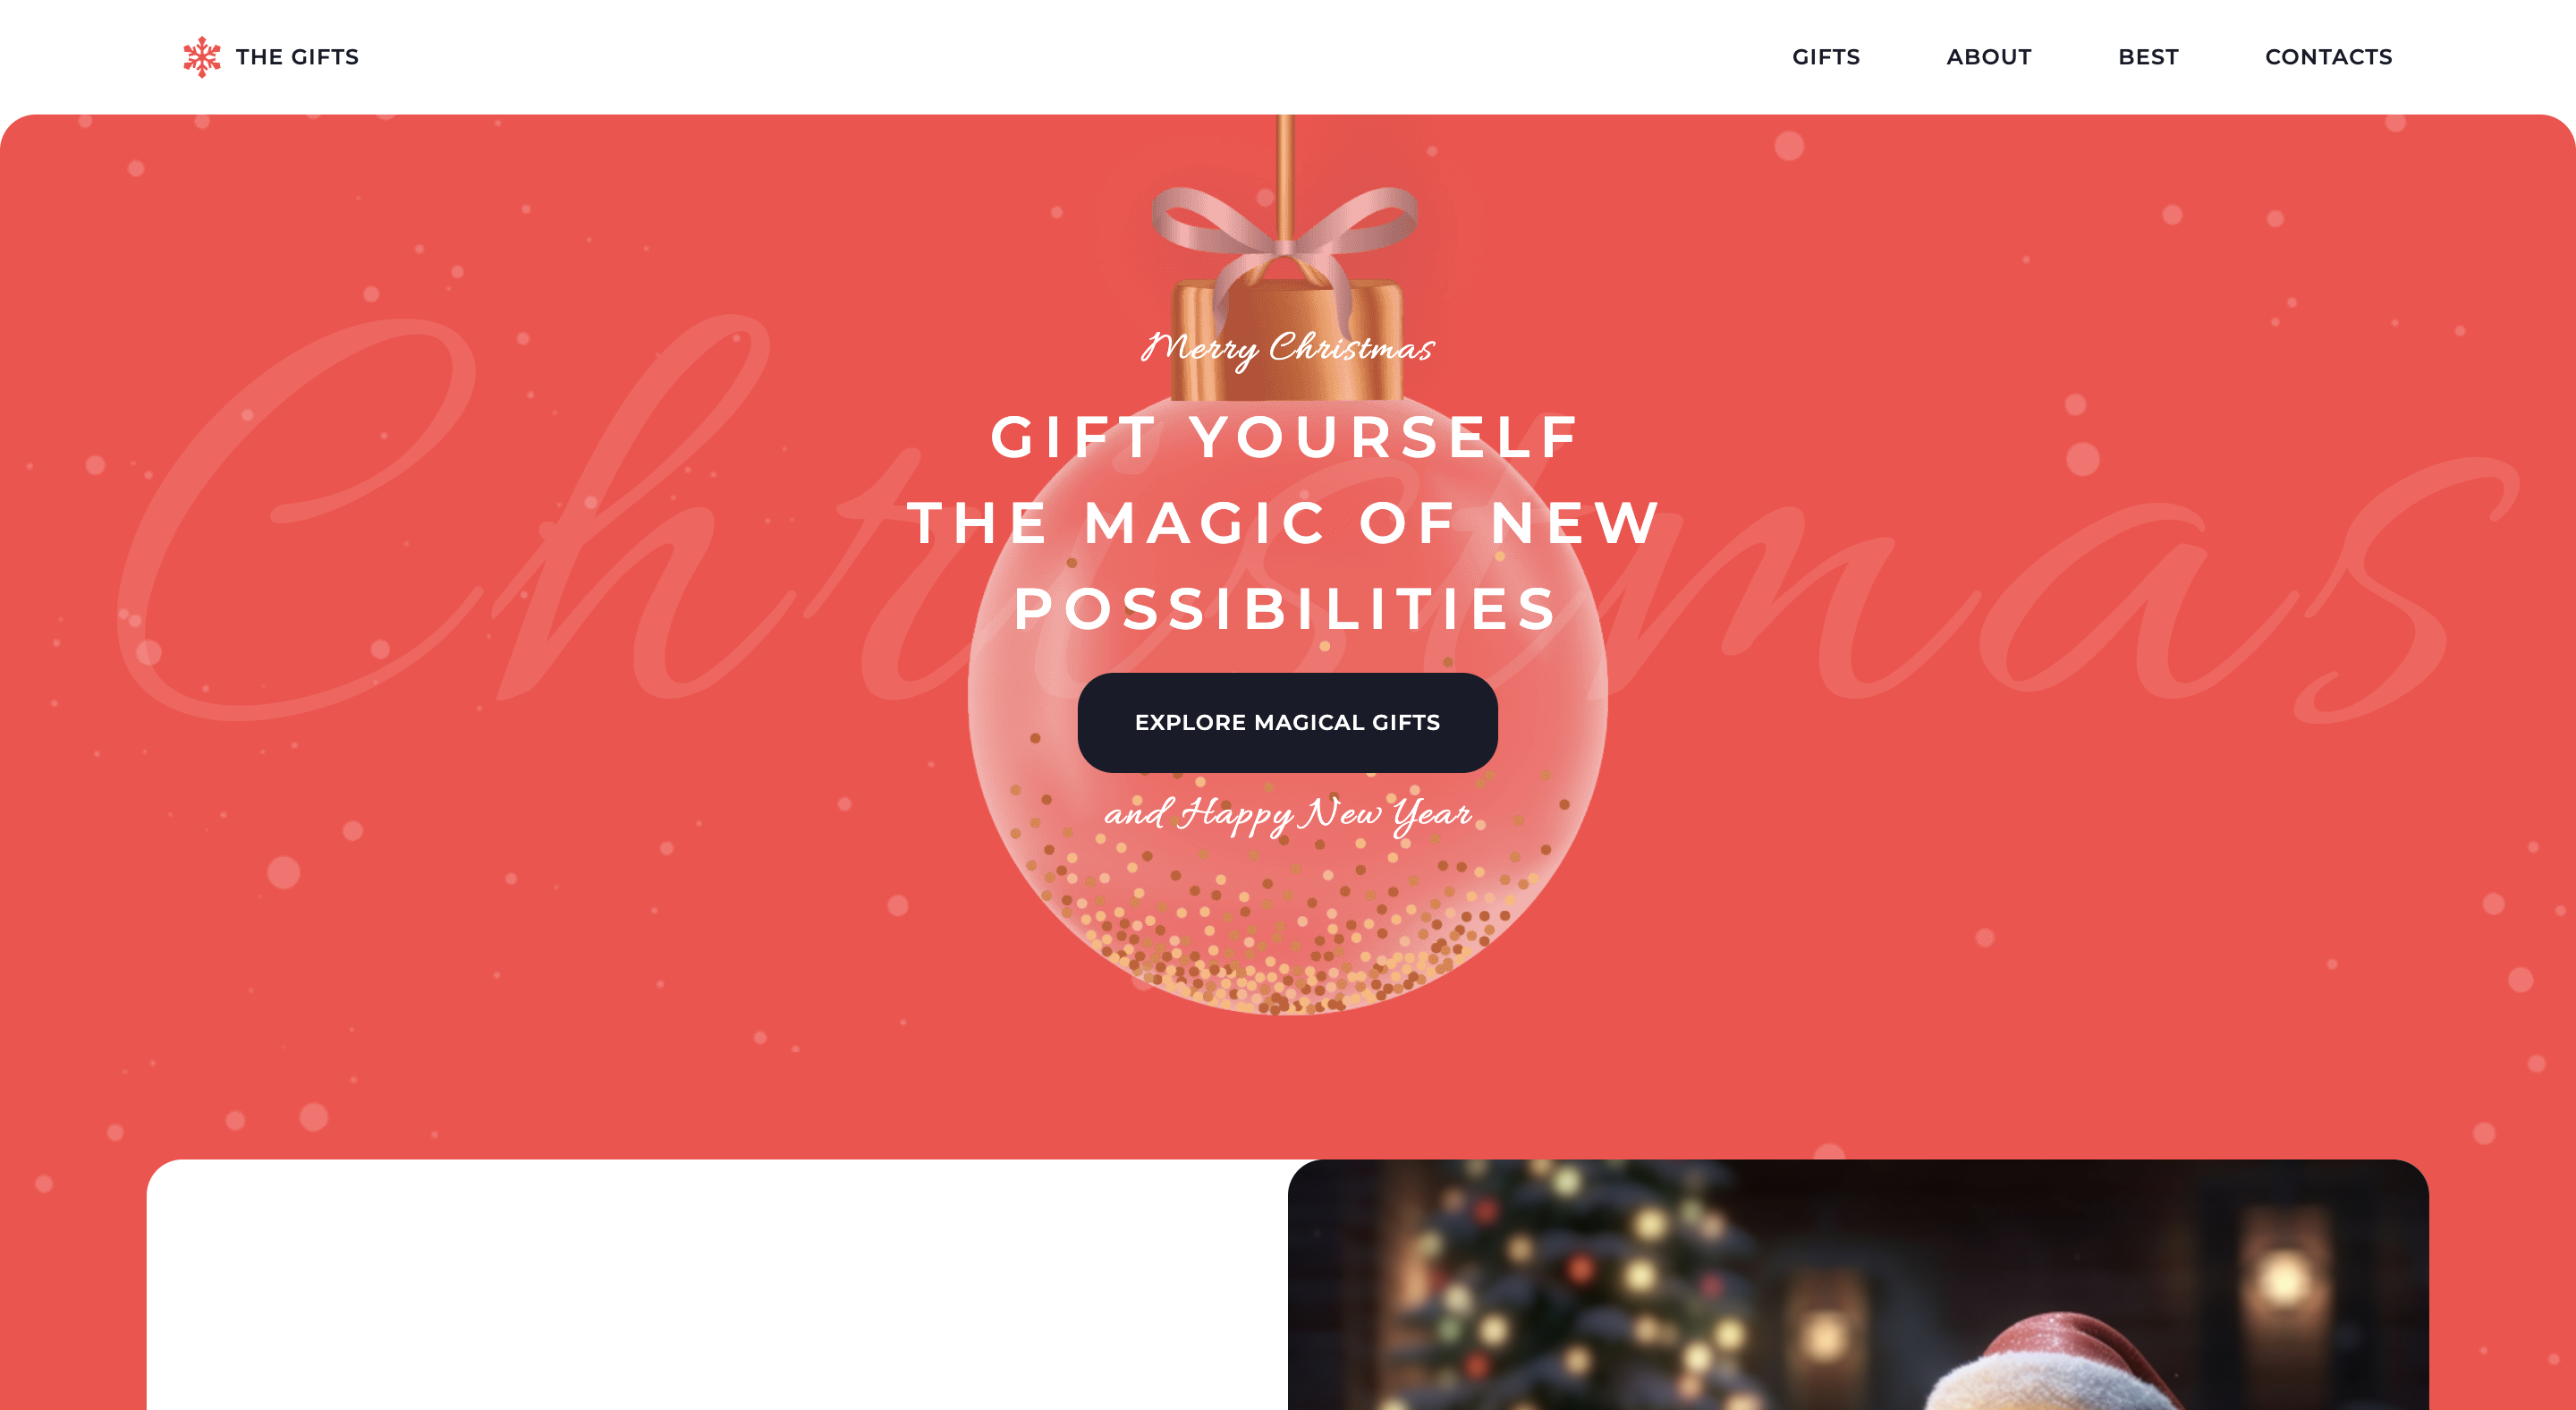 THE GIFTS
GIFTS
ABOUT
BEST
CONTACTS
Christmas
Merry Christmas
GIFT YOURSELF
THE MAGIC OF NEW
POSSIBILITIES
EXPLORE MAGICAL GIFTS
and Happy New Year